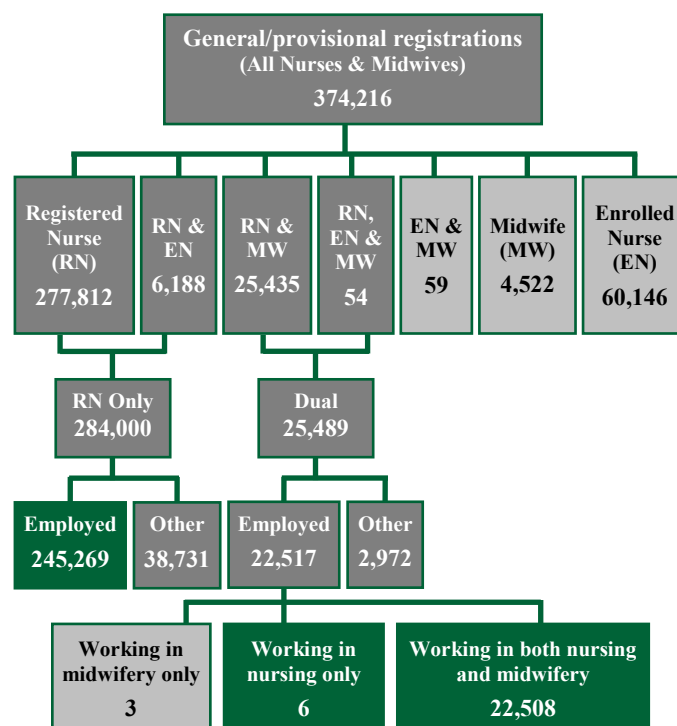 General/provisional registrations
(All Nurses & Midwives)
374,216
Registered
Nurse
(RN)
277,812
RN &
EN
6,188
RN &
MW
25,435
RN,
EN &
MW
54
EN &
MW
59
Midwife
(MW)
4,522
Enrolled
Nurse
(EN)
60,146
RN Only
284,000
Dual
25,489
Employed
245,269
Other
38,731
Employed
22,517
Other
2,972
Working in
midwifery only
3
Working in
nursing only
6
Working in both nursing
and midwifery
22,508